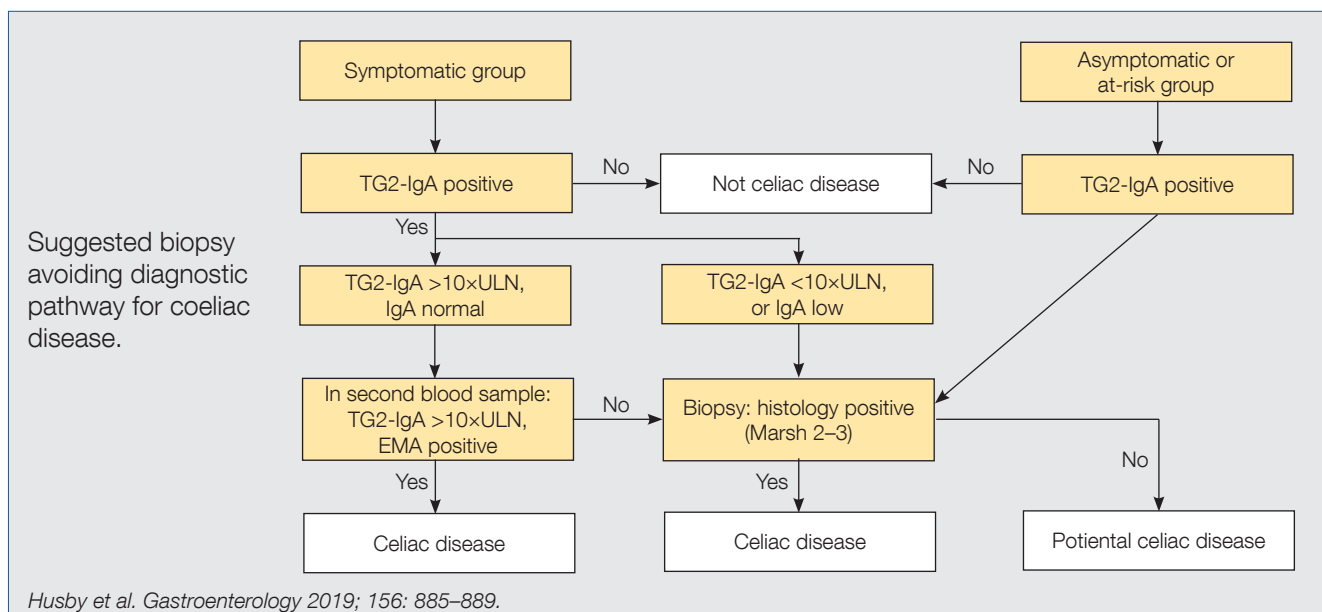 Symptomatic group
Asymptomatic or
at-risk group
TG2-IgA positive
No
Not celiac disease
No
TG2-IgA positive
Yes
Suggested biopsy
avoiding diagnostic
pathway for coeliac
disease.
TG2-IgA >10×ULN,
IgA normal
TG2-IgA <10×ULN,
or IgA low
In second blood sample:
TG2-IgA >10×ULN,
EMA positive
No
Biopsy: histology positive
(Marsh 2–3)
Yes
Yes
No
Celiac disease
Celiac disease
Potiental celiac disease
Husby et al. Gastroenterology 2019; 156: 885–889.